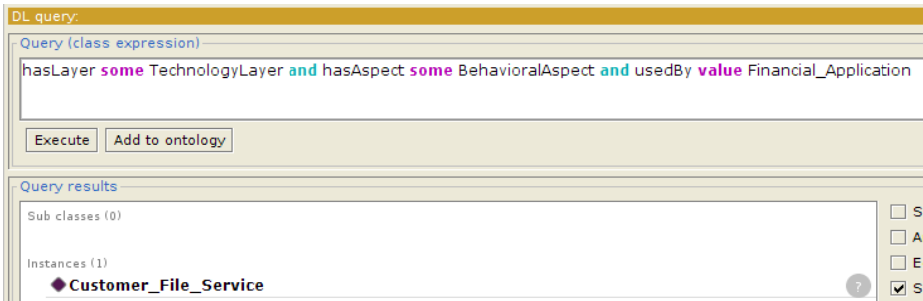 DL query:
Query (class expression)
hasLayer some TechnologyLayer and hasAspect some BehavioralAspect and usedBy value Financial_Application
Execute Add to ontology
Query results
Sub classes (0)
S
A
Instances (1)
E
Customer_File_Service ?
S